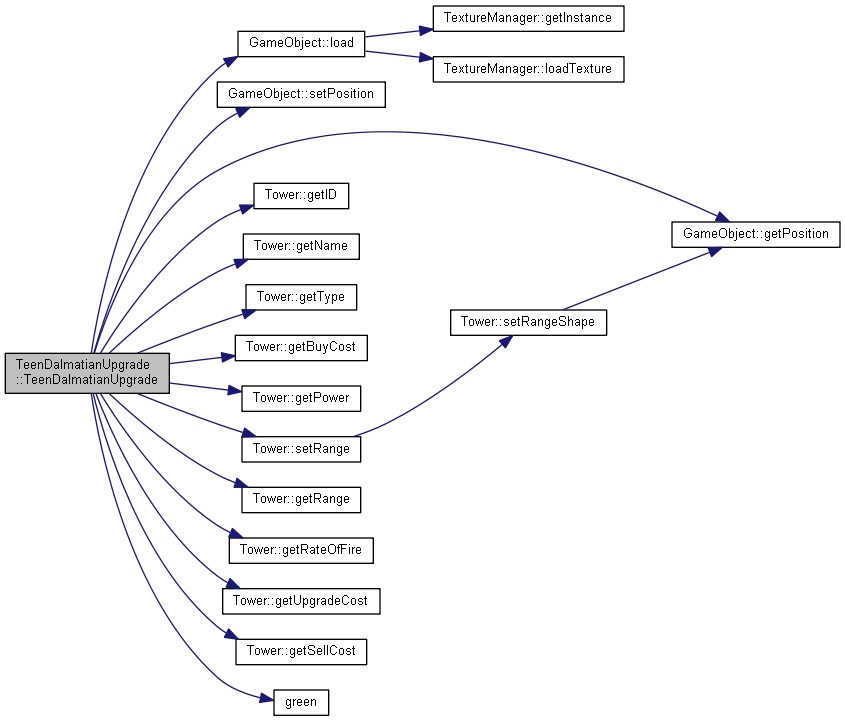 TextureManager::getInstance
GameObject::load
TextureManager::loadTexture
GameObject::setPosition
Tower::getID
GameObject::getPosition
Tower::getName
Tower::getType
Tower::setRangeShape
Tower::getBuyCost
TeenDalmatianUpgrade
::TeenDalmatianUpgrade
Tower::getPower
Tower::setRange
Tower::getRange
Tower::getRateOfFire
Tower::getUpgradeCost
Tower::getSellCost
green